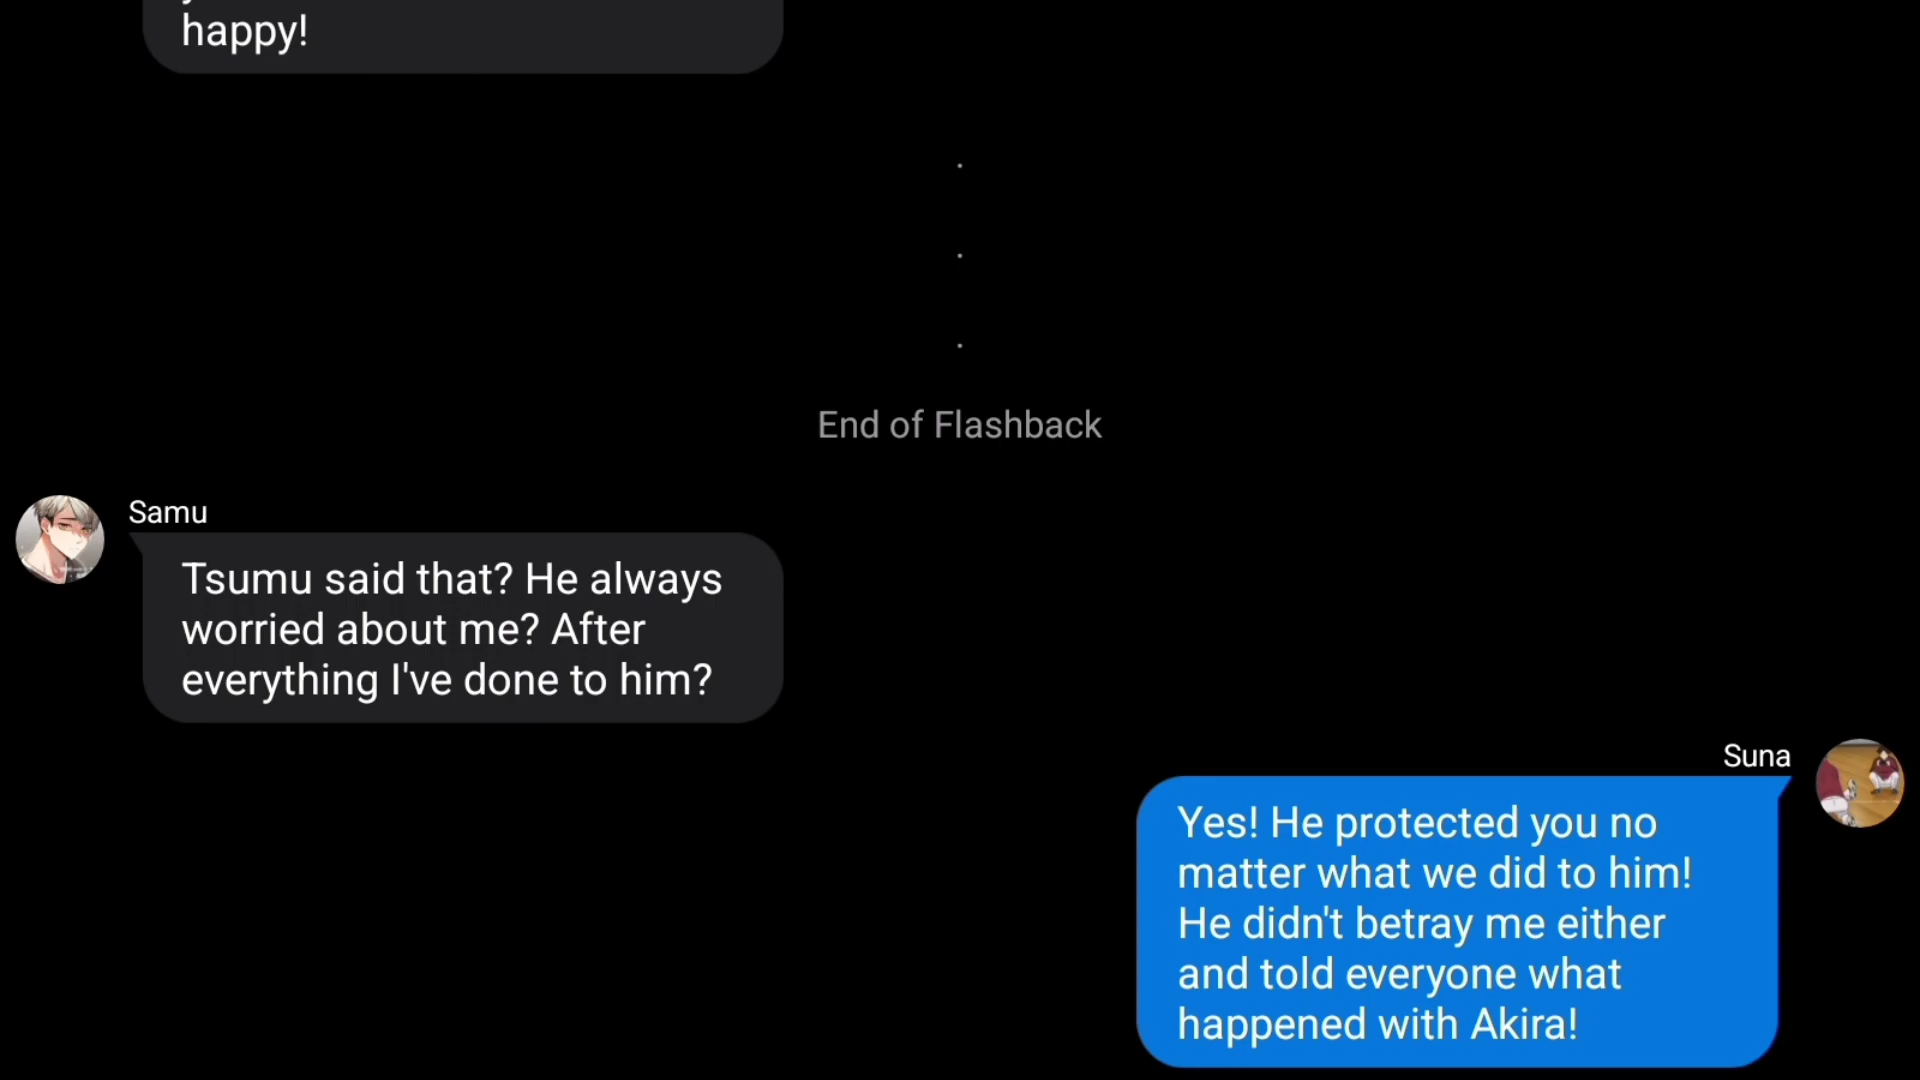 happy!
.
.
.
End of Flashback
Samu
Tsumu said that? He always
worried about me? After
everything I've done to him?
Suna
Yes! He protected you no
matter what we did to him!
He didn't betray me either
and told everyone what
happened with Akira!